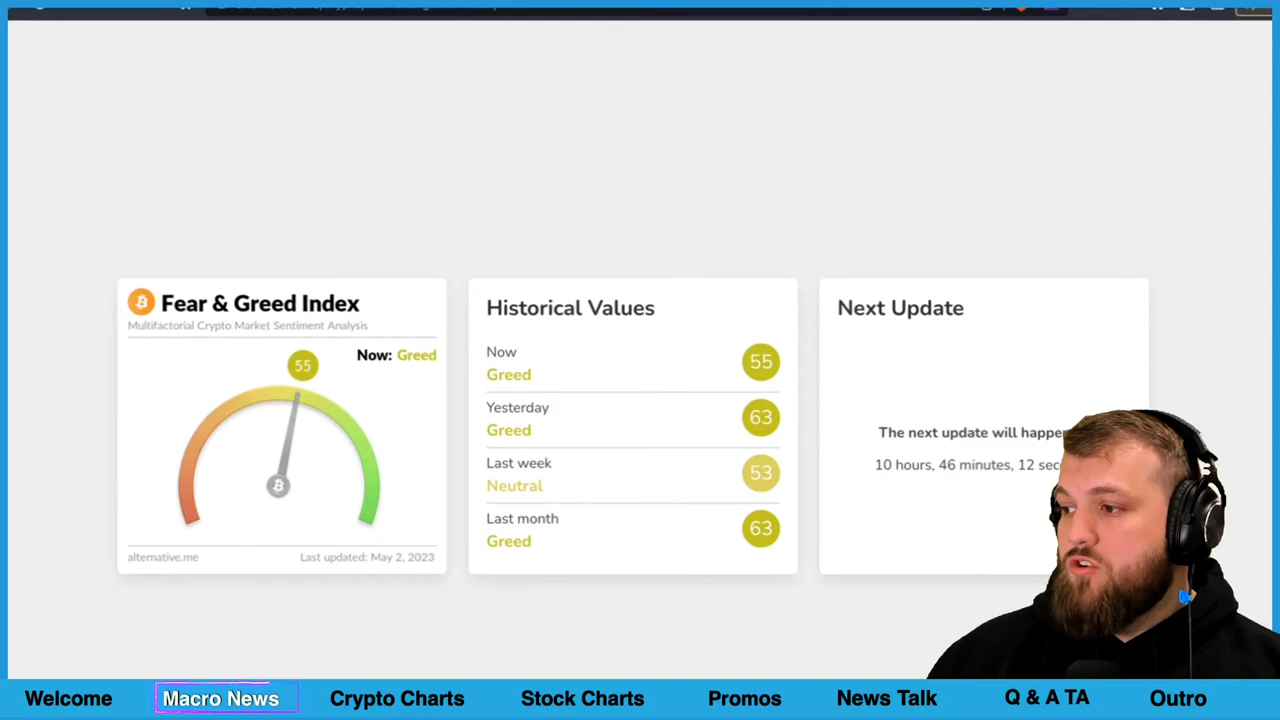 Fear & Greed Index
Multifactorial Crypto Market Sentiment Analysis
Now: Greed
55
alternative.me
Last updated: May 2, 2023
Historical Values
Now
Greed
55
Yesterday
Greed
63
Last week
Neutral
53
Last month
Greed
63
Next Update
The next update will
10 hours, 46 minutes, 12
Welcome
Macro News
Crypto Charts
Stock Charts
Promos
News Talk
Q & A TA
Outro